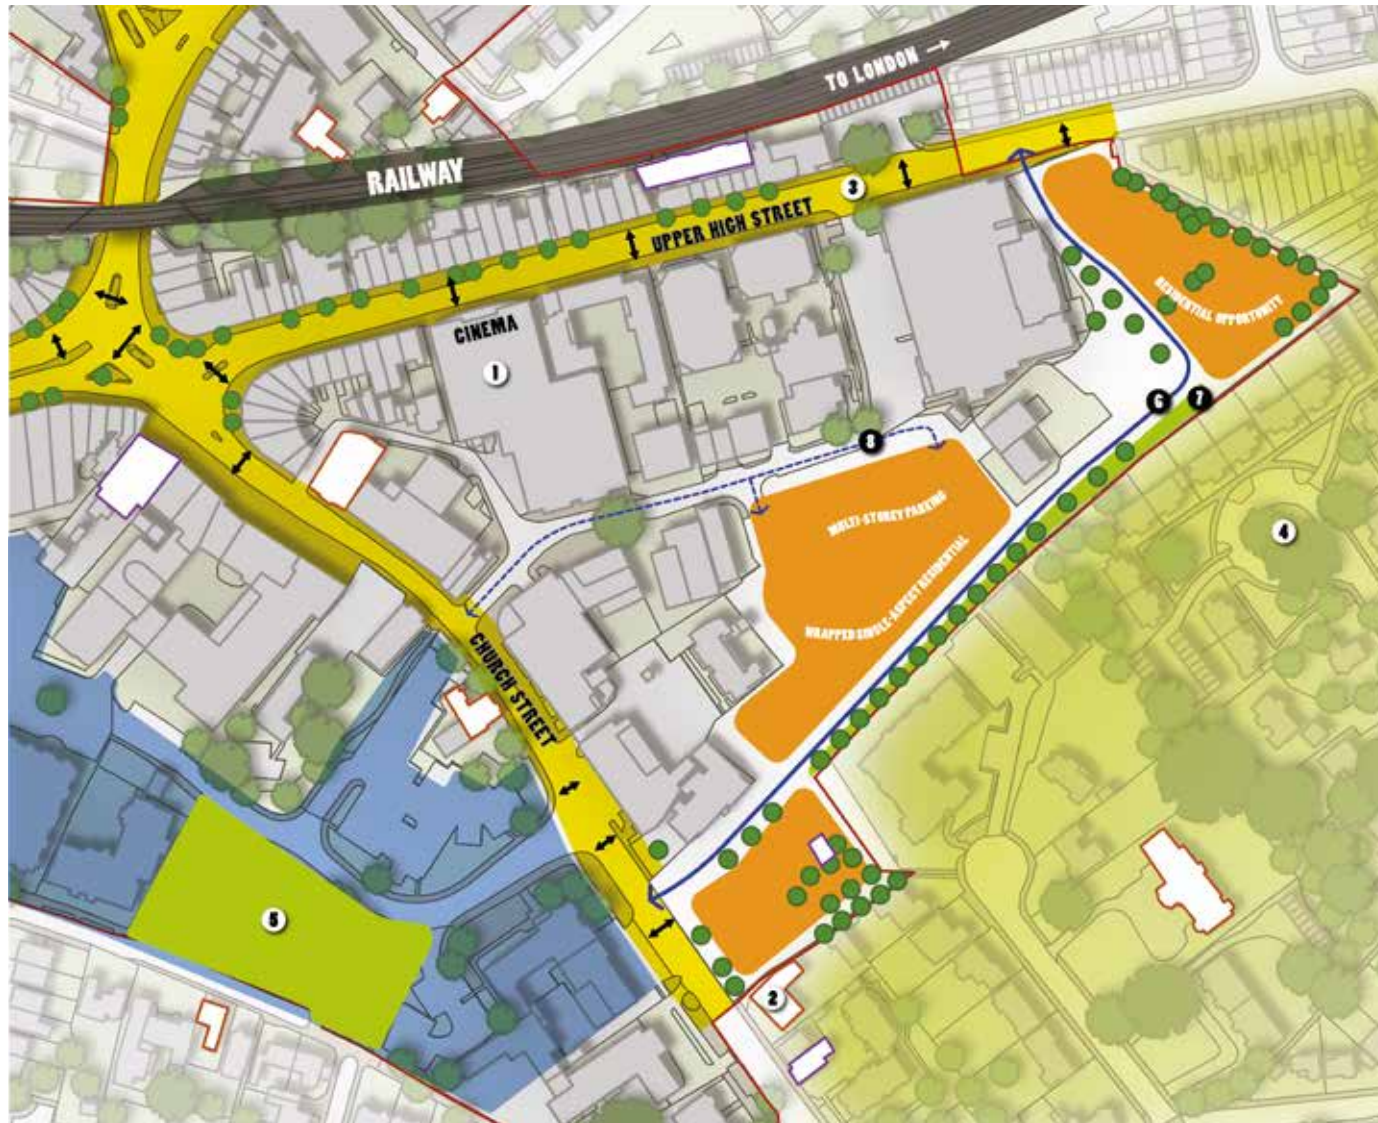 TO LONDON →
RAILWAY
3
UPPER HIGH STREET
RESIDENTIAL OPPORTUNITY
CINEMA
1
6
7
8
MULTI-STOREY PARKING
4
WRAPPED SINGLE-ASPECT RESIDENTIAL
CHURCH STREET
5
2